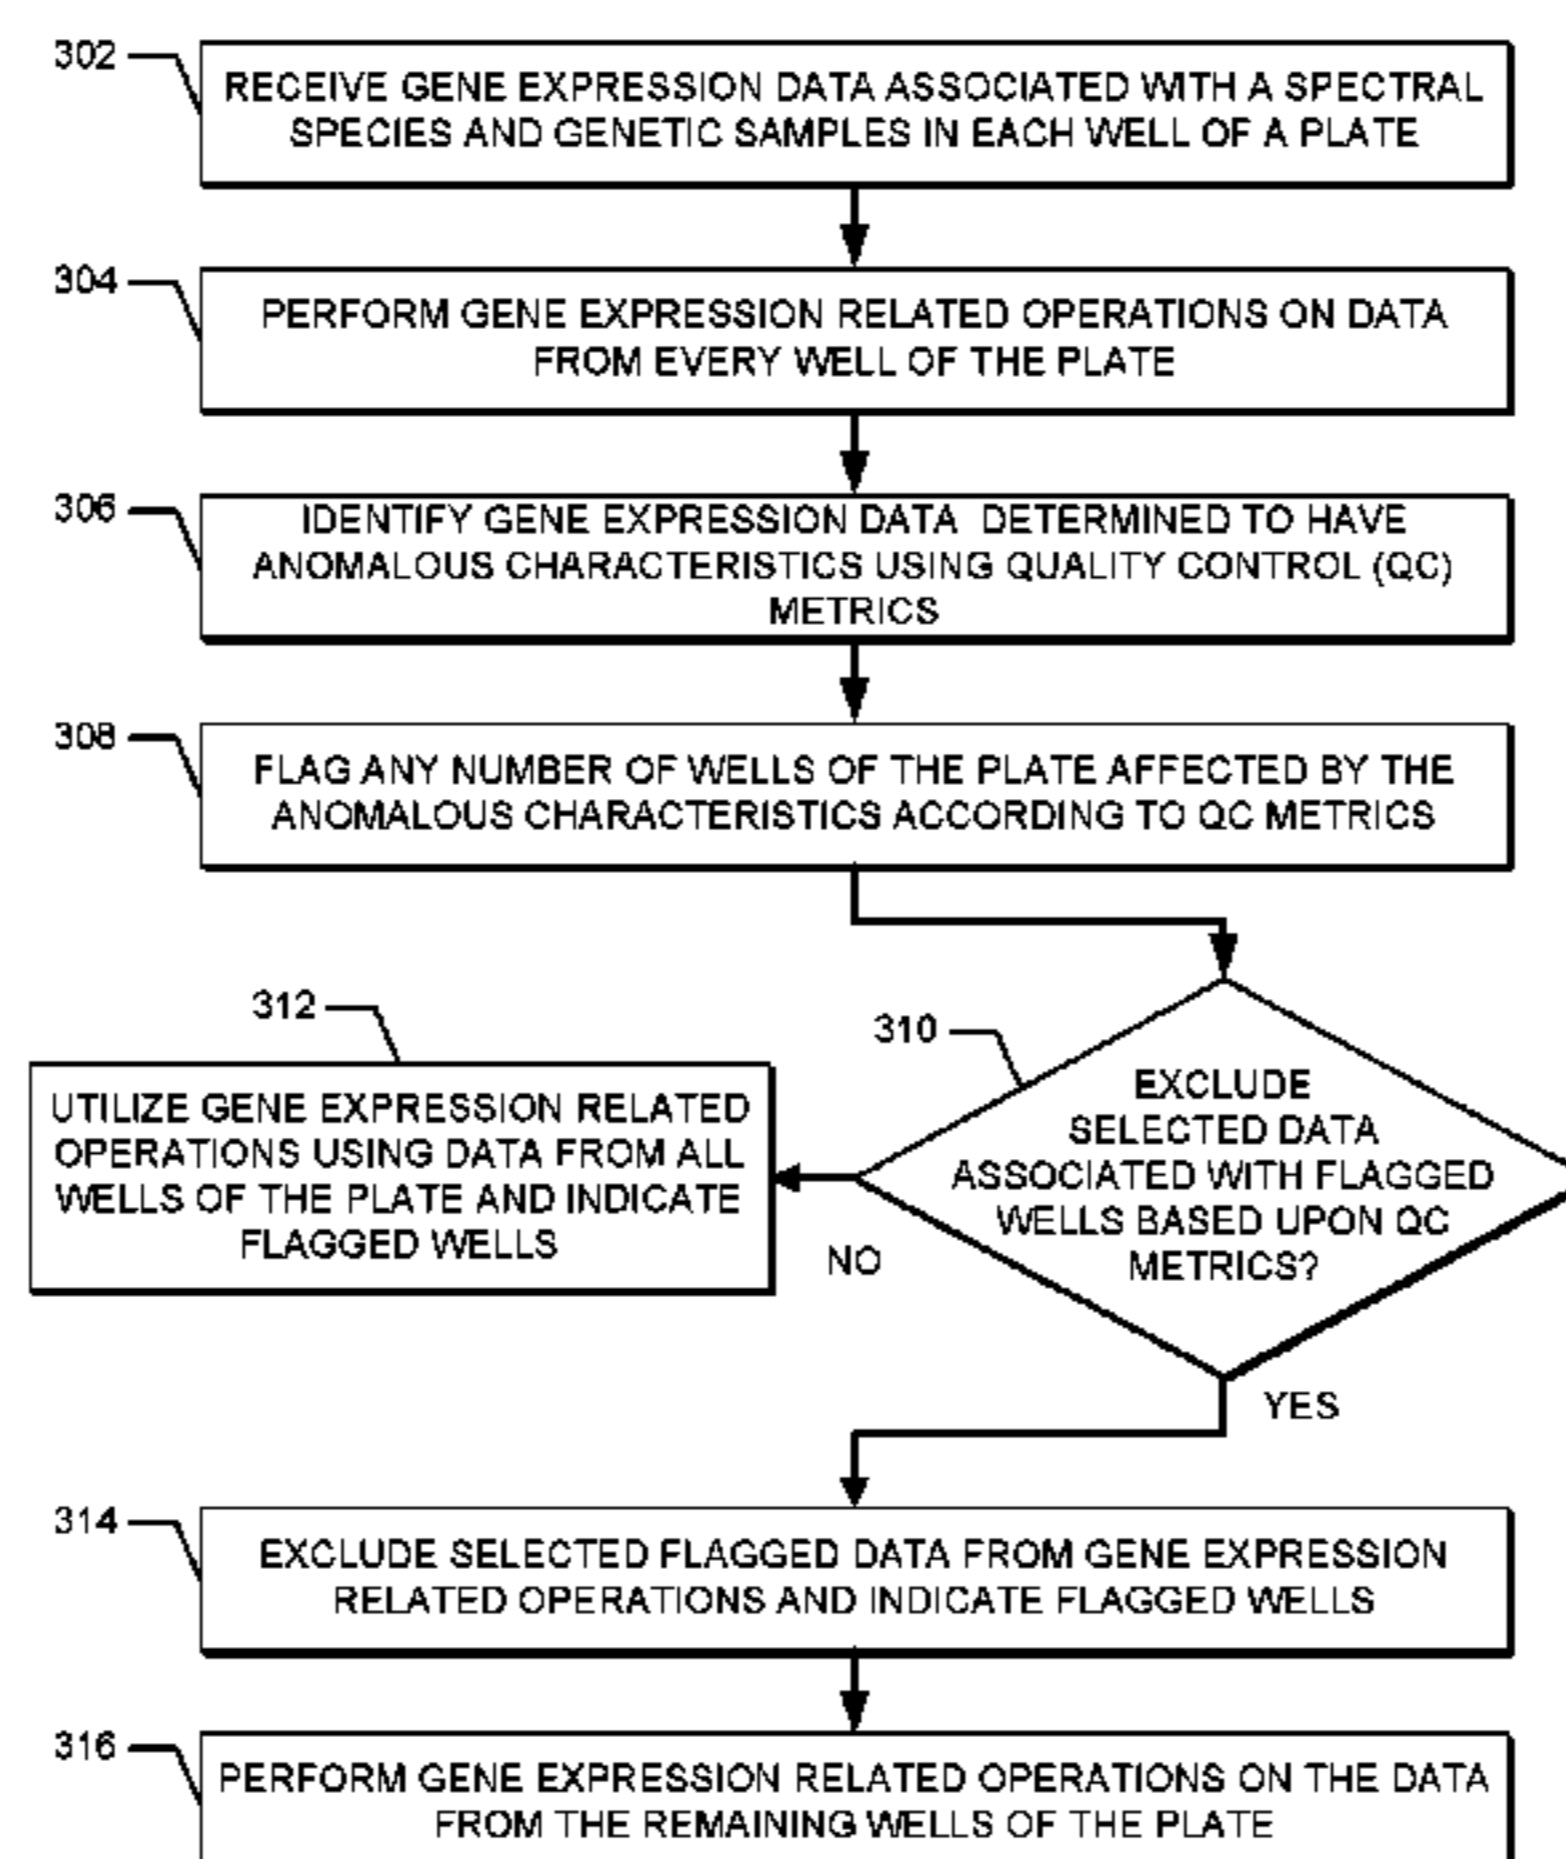 302
RECEIVE GENE EXPRESSION DATA ASSOCIATED WITH A SPECTRAL
SPECIES AND GENETIC SAMPLES IN EACH WELL OF A PLATE
304
PERFORM GENE EXPRESSION RELATED OPERATIONS ON DATA
FROM EVERY WELL OF THE PLATE
306
IDENTIFY GENE EXPRESSION DATA DETERMINED TO HAVE
ANOMALOUS CHARACTERISTICS USING QUALITY CONTROL (QC)
METRICS
308
FLAG ANY NUMBER OF WELLS OF THE PLATE AFFECTED BY THE
ANOMALOUS CHARACTERISTICS ACCORDING TO QC METRICS
310
EXCLUDE
SELECTED DATA
ASSOCIATED WITH FLAGGED
WELLS BASED UPON QC
METRICS?
NO
312
UTILIZE GENE EXPRESSION RELATED
OPERATIONS USING DATA FROM ALL
WELLS OF THE PLATE AND INDICATE
FLAGGED WELLS
YES
314
EXCLUDE SELECTED FLAGGED DATA FROM GENE EXPRESSION
RELATED OPERATIONS AND INDICATE FLAGGED WELLS
316
PERFORM GENE EXPRESSION RELATED OPERATIONS ON THE DATA
FROM THE REMAINING WELLS OF THE PLATE